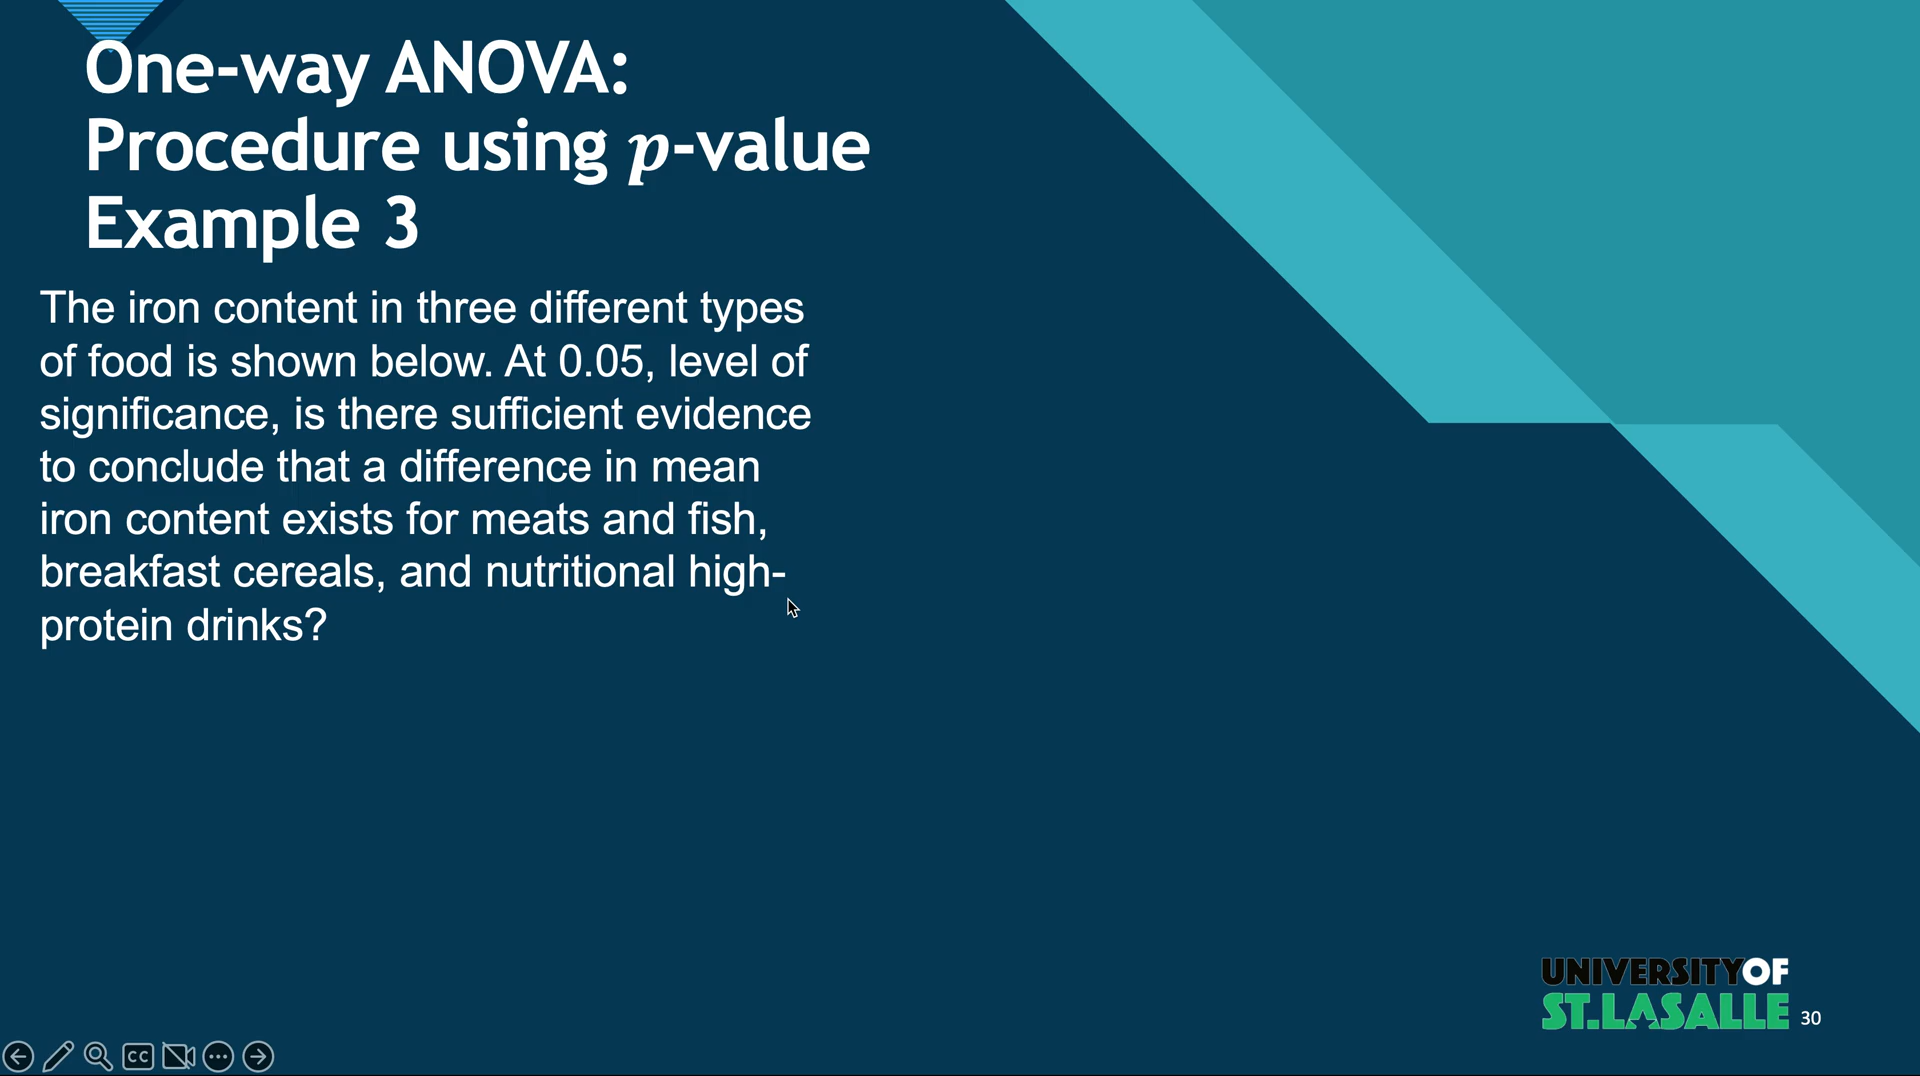 One-way ANOVA:
Procedure using p-value
Example 3
The iron content in three different types
of food is shown below. At 0.05, level of
significance, is there sufficient evidence
to conclude that a difference in mean
iron content exists for meats and fish,
breakfast cereals, and nutritional high-
protein drinks?
UNIVERSITYOF
ST.LASALLE
30
CC